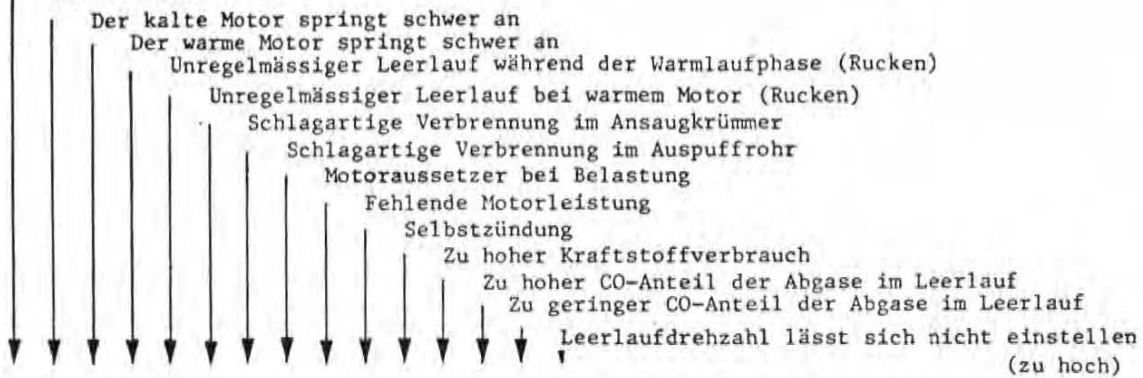 Der kalte Motor springt schwer an
Der warme Motor springt schwer an
Unregelmässiger Leerlauf während der Warmlaufphase (Rucken)
Unregelmässiger Leerlauf bei warmem Motor (Rucken)
Schlagartige Verbrennung im Ansaugkrümmer
Schlagartige Verbrennung im Auspuffrohr
Motoraussetzer bei Belastung
Fehlende Motorleistung
Selbstzündung
Zu hoher Kraftstoffverbrauch
Zu hoher CO-Anteil der Abgase im Leerlauf
Zu geringer CO-Anteil der Abgase im Leerlauf
Leerlaufdrehzahl lässt sich nicht einstellen
(zu hoch)